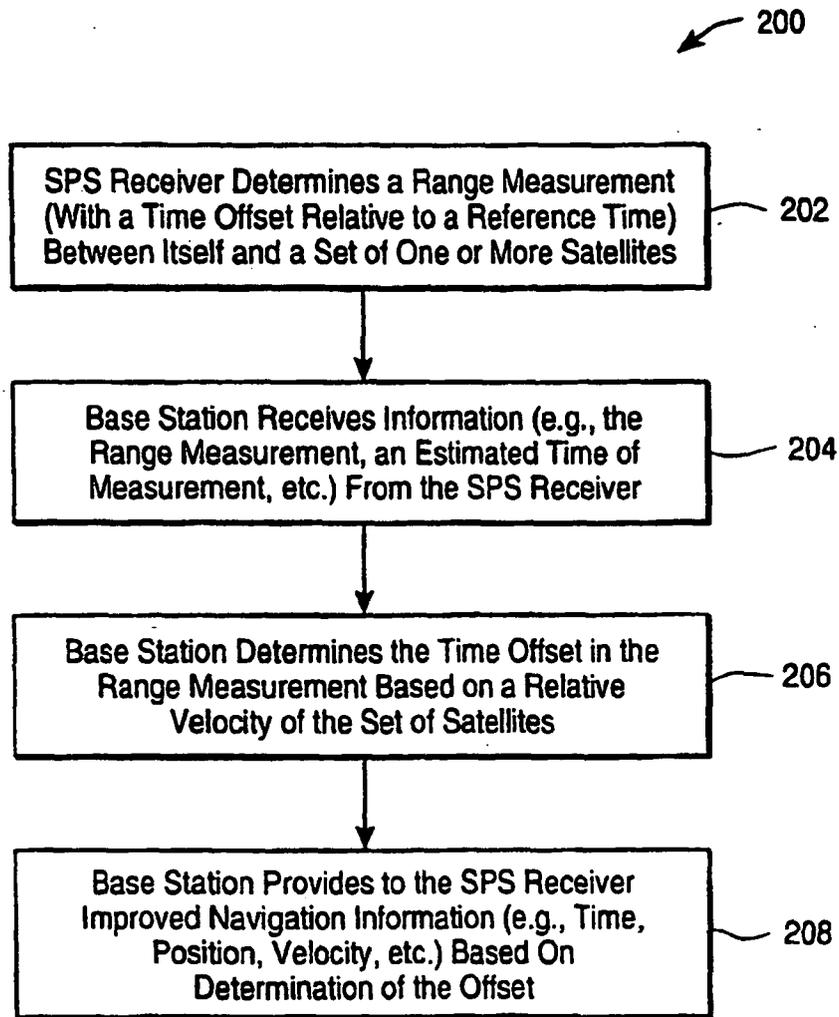 200
SPS Receiver Determines a Range Measurement
(With a Time Offset Relative to a Reference Time)
Between Itself and a Set of One or More Satellites
202
Base Station Receives Information (e.g., the
Range Measurement, an Estimated Time of
Measurement, etc.) From the SPS Receiver
204
Base Station Determines the Time Offset in the
Range Measurement Based on a Relative
Velocity of the Set of Satellites
206
Base Station Provides to the SPS Receiver
Improved Navigation Information (e.g., Time,
Position, Velocity, etc.) Based On
Determination of the Offset
208